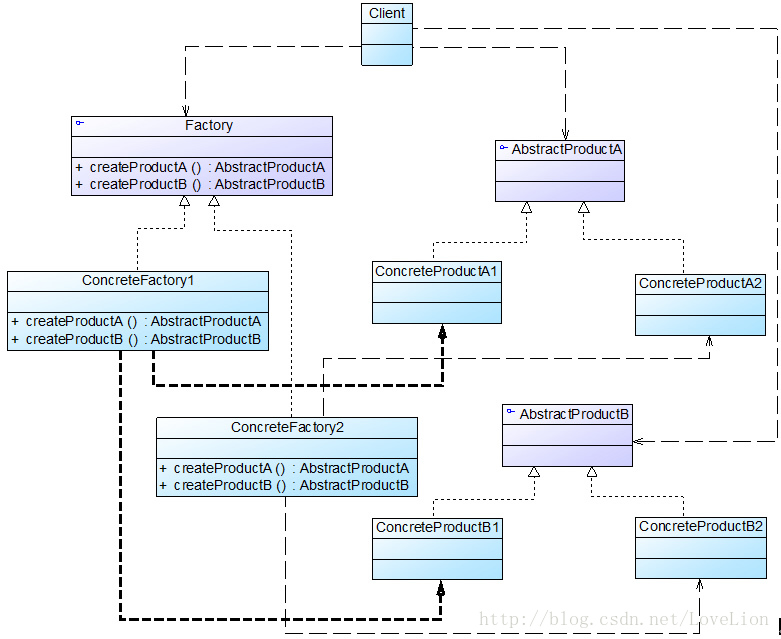 Client
Factory
+ createProductA () : AbstractProductA
+ createProductB () : AbstractProductB
AbstractProductA
ConcreteFactory1
+ createProductA () : AbstractProductA
+ createProductB () : AbstractProductB
ConcreteProductA1
ConcreteProductA2
ConcreteFactory2
+ createProductA () : AbstractProductA
+ createProductB () : AbstractProductB
AbstractProductB
ConcreteProductB1
ConcreteProductB2
http://blog.csdn.net/LoveLion